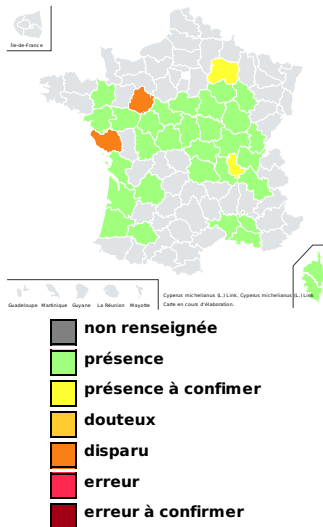 Île-de-France
Guadeloupe Martinique Guyane La Réunion Mayotte
Cyperus michelianus (L.) Link, Cyperus michelianus (L.) Link
Carte en cours d'élaboration.
non renseignée
présence
présence à confimer
douteux
disparu
erreur
erreur à confirmer